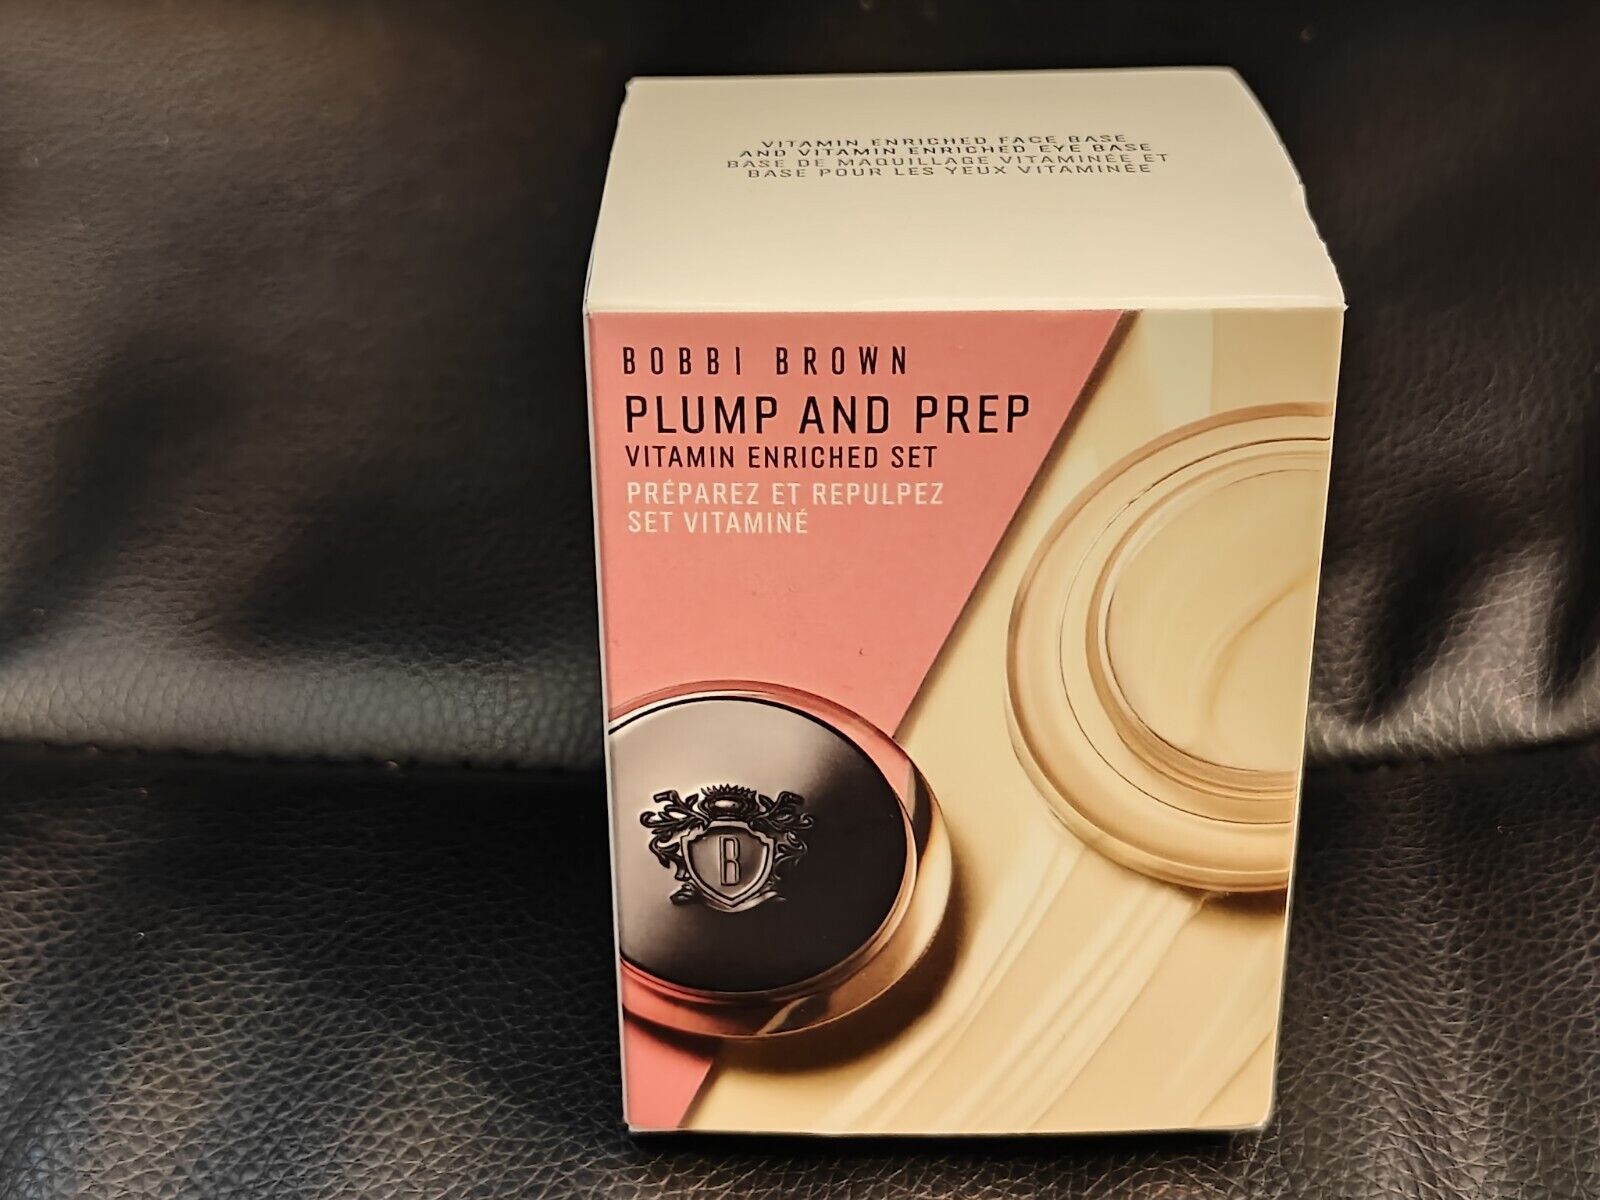 VITAMIN ENRICHED FACE BASE
AND VITAMIN ENRICHED EYE BASE
BASE DE MAQUILLAGE VITAMINÉE ET
BASE POUR LES YEUX VITAMINÉE
BOBBI BROWN
PLUMP AND PREP
VITAMIN ENRICHED SET
PRÉPAREZ ET REPULPEZ
SET VITAMINÉ
B